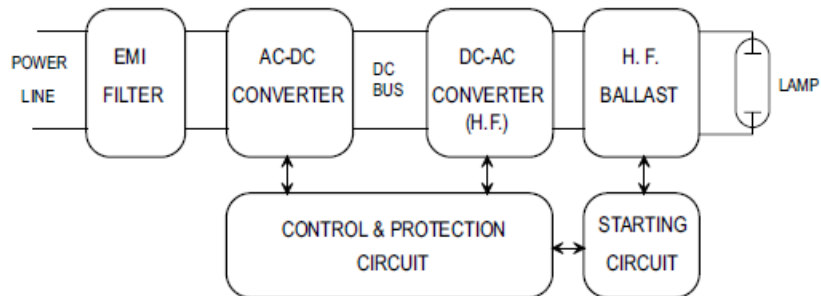 POWER
LINE
EMI
FILTER
AC-DC
CONVERTER
DC
BUS
DC-AC
CONVERTER
(H.F.)
H. F.
BALLAST
LAMP
CONTROL & PROTECTION
CIRCUIT
STARTING
CIRCUIT